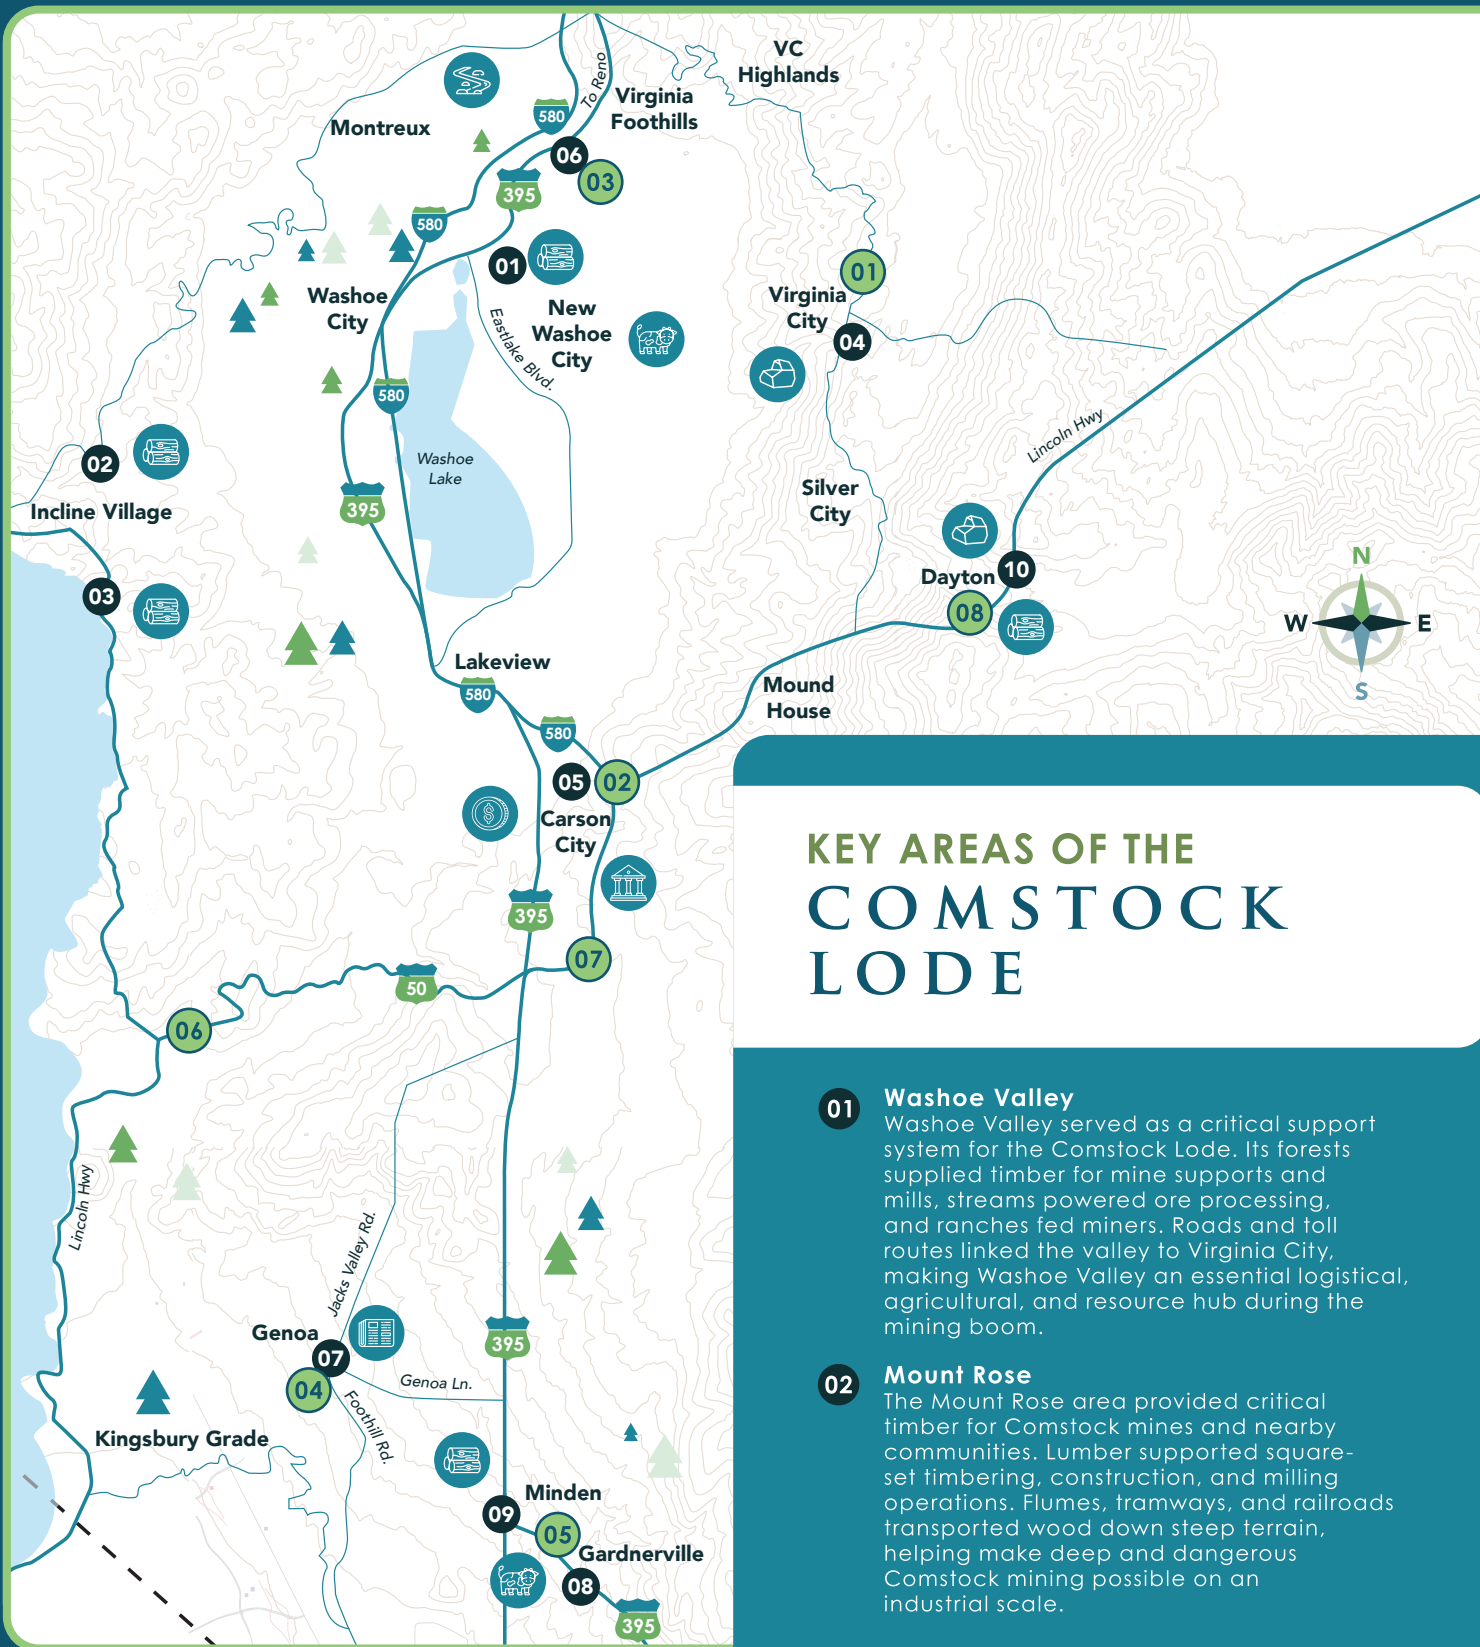 VC
Highlands
To Reno
Virginia
Foothills
Montreux
580
06
03
395
580
01
Washoe
City
New
Washoe
City
Eastlake Blvd.
01
Virginia
City
04
580
Washoe
Lake
Lincoln Hwy
02
Incline Village
395
Silver
City
10
Dayton
08
03
N
W
E
S
Lakeview
580
Mound
House
580
05
02
Carson
City
395
07
50
06
Lincoln Hwy
Jacks Valley Rd.
Genoa
07
04
395
Genoa Ln.
Foothill Rd.
Kingsbury Grade
Minden
09
05
Gardnerville
08
395
KEY AREAS OF THE
COMSTOCK
LODE
01
Washoe Valley
Washoe Valley served as a critical support
system for the Comstock Lode. Its forests
supplied timber for mine supports and
mills, streams powered ore processing,
and ranches fed miners. Roads and toll
routes linked the valley to Virginia City,
making Washoe Valley an essential logistical,
agricultural, and resource hub during the
mining boom.
02
Mount Rose
The Mount Rose area provided critical
timber for Comstock mines and nearby
communities. Lumber supported square-
set timbering, construction, and milling
operations. Flumes, tramways, and railroads
transported wood down steep terrain,
helping make deep and dangerous
Comstock mining possible on an
industrial scale.